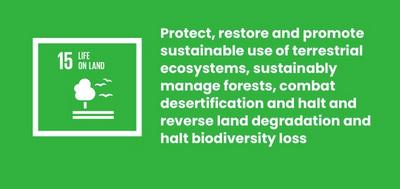 15 LIFE
ON LAND
Protect, restore and promote
sustainable use of terrestrial
ecosystems, sustainably
manage forests, combat
desertification and halt and
reverse land degradation and
halt biodiversity loss